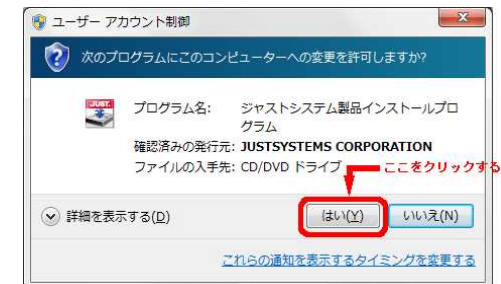 ユーザー アカウント制御
次のプログラムにこのコンピューターへの変更を許可しますか?
JUST.
プログラム名: ジャストシステム製品インストールプロ
グラム
確認済みの発行元: JUSTSYSTEMS CORPORATION
ファイルの入手先: CD/DVD ドライブ
ここをクリックする
詳細を表示する(D)
はい(Y)
いいえ(N)
これらの通知を表示するタイミングを変更する